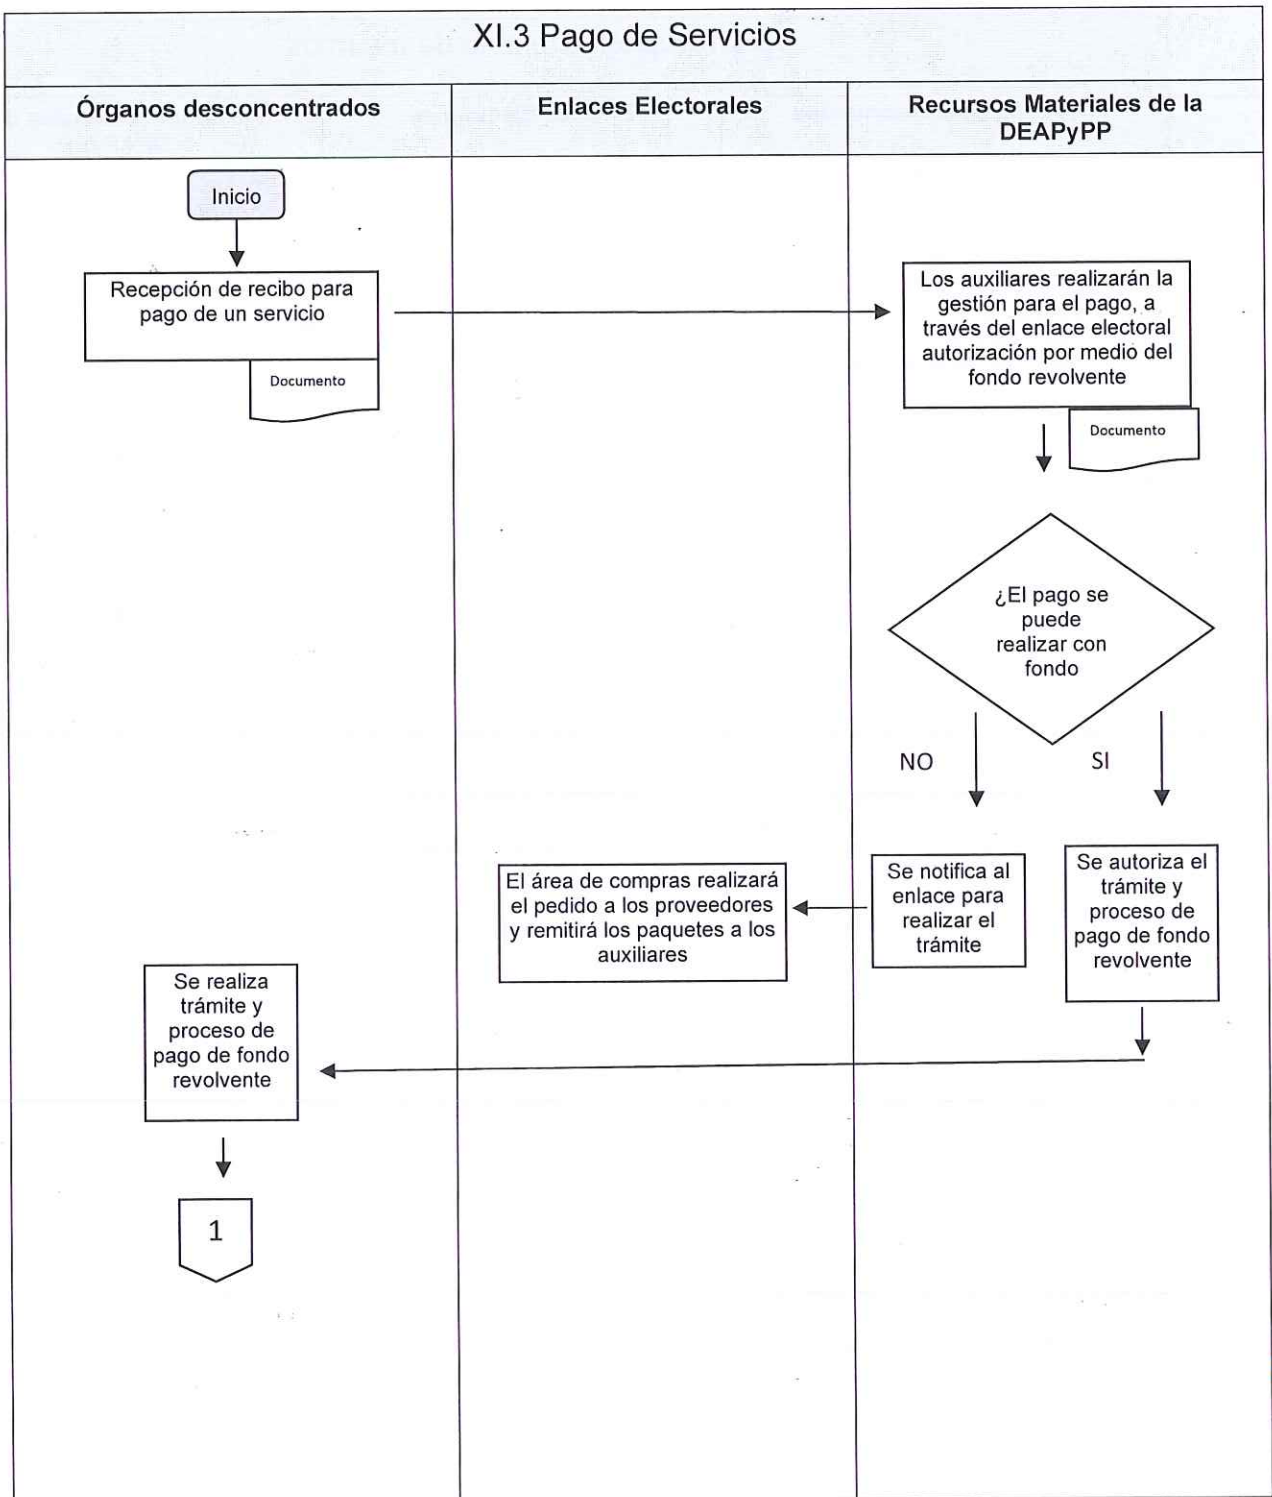 XI.3 Pago de Servicios
Órganos desconcentrados
Enlaces Electorales
Recursos Materiales de la
DEAPyPP
Inicio
Recepción de recibo para
pago de un servicio
Documento
Los auxiliares realizarán la
gestión para el pago, a
través del enlace electoral
autorización por medio del
fondo revolvente
Documento
¿El pago se
puede
realizar con
fondo
NO
SI
El área de compras realizará
el pedido a los proveedores
y remitirá los paquetes a los
auxiliares
Se notifica al
enlace para
realizar el
trámite
Se autoriza el
trámite y
proceso de
pago de fondo
revolvente
Se realiza
trámite y
proceso de
pago de fondo
revolvente
1